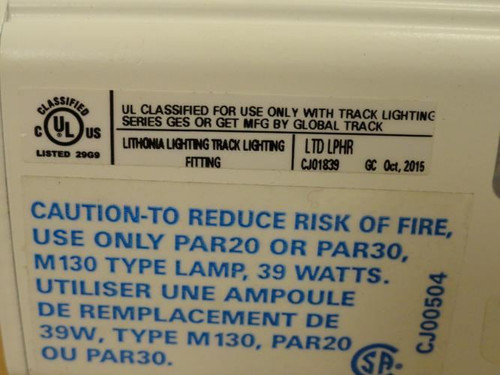 CLASSIFIED
C UL US
LISTED 29G9
UL CLASSIFIED FOR USE ONLY WITH TRACK LIGHTING
SERIES GES OR GET MFG BY GLOBAL TRACK
LITHONIA LIGHTING TRACK LIGHTING
FITTING
LTD LPHR
CJ01839 GC Oct, 2015
CAUTION-TO REDUCE RISK OF FIRE,
USE ONLY PAR20 OR PAR30,
M130 TYPE LAMP, 39 WATTS.
UTILISER UNE AMPOULE
DE REMPLACEMENT DE
39W, TYPE M130, PAR20
OU PAR30.
CJ00504
SA